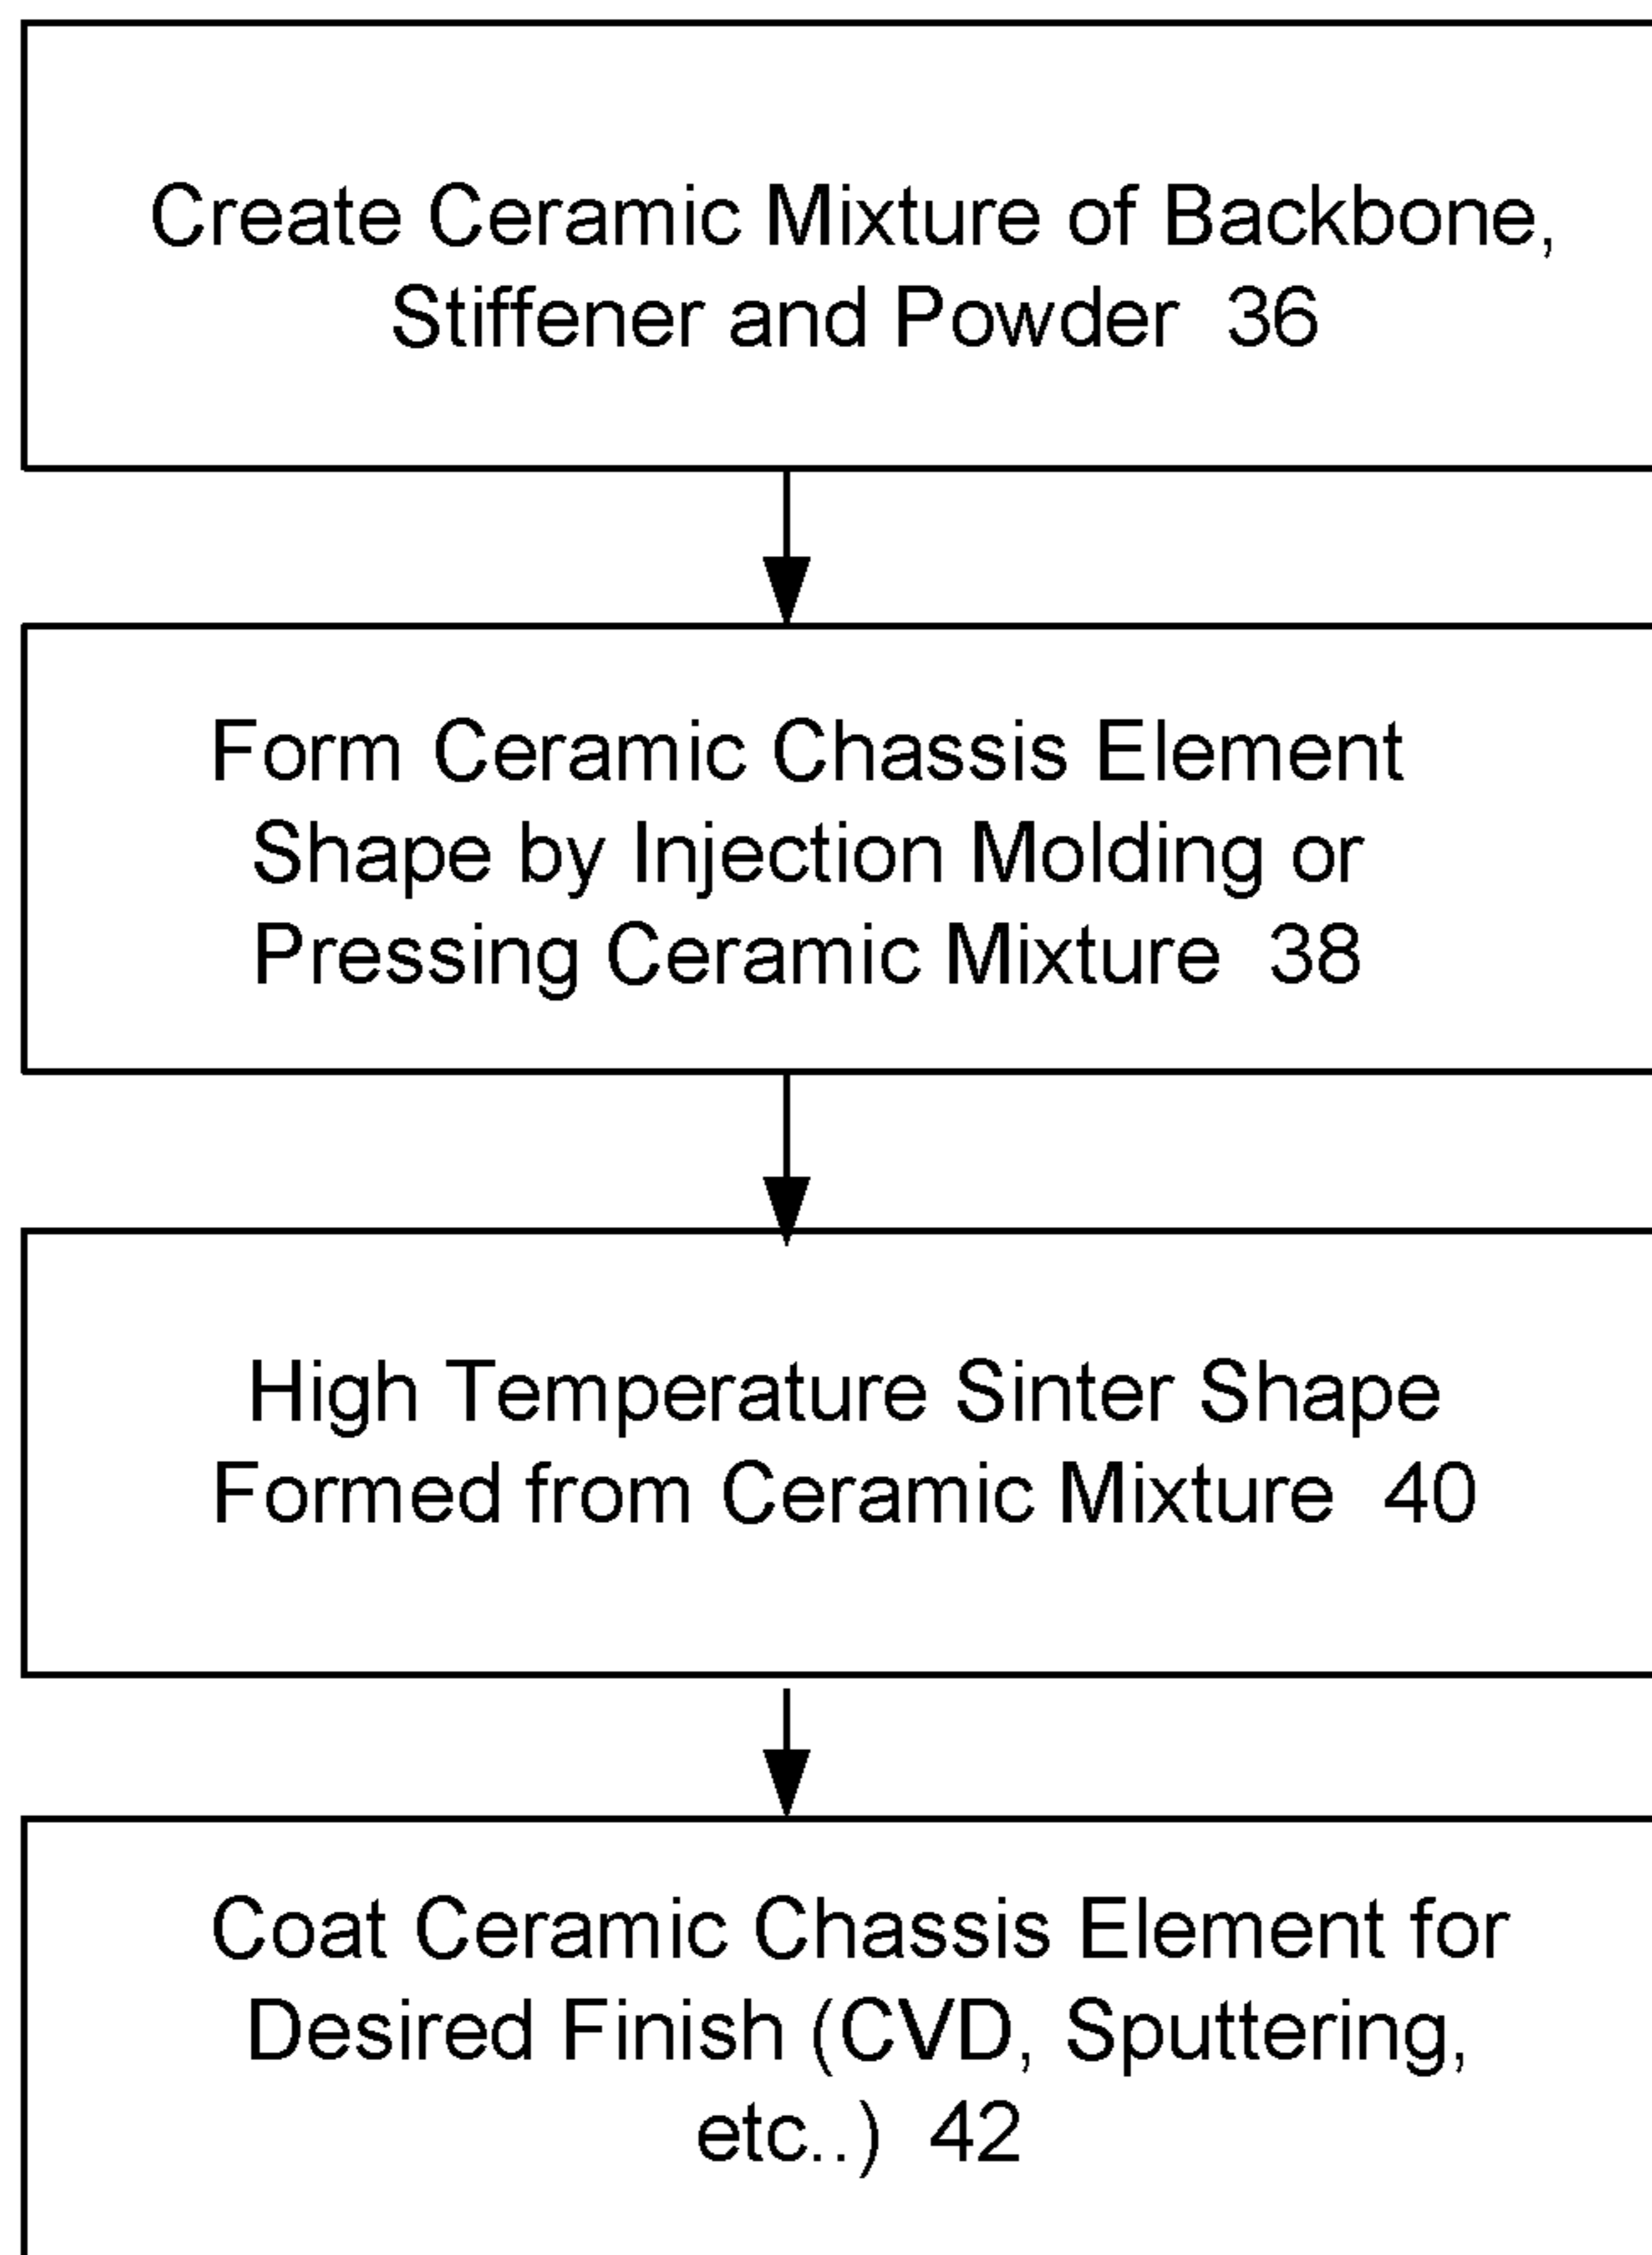 Create Ceramic Mixture of Backbone,
Stiffener and Powder 36
Form Ceramic Chassis Element
Shape by Injection Molding or
Pressing Ceramic Mixture 38
High Temperature Sinter Shape
Formed from Ceramic Mixture 40
Coat Ceramic Chassis Element for
Desired Finish (CVD, Sputtering,
etc..) 42